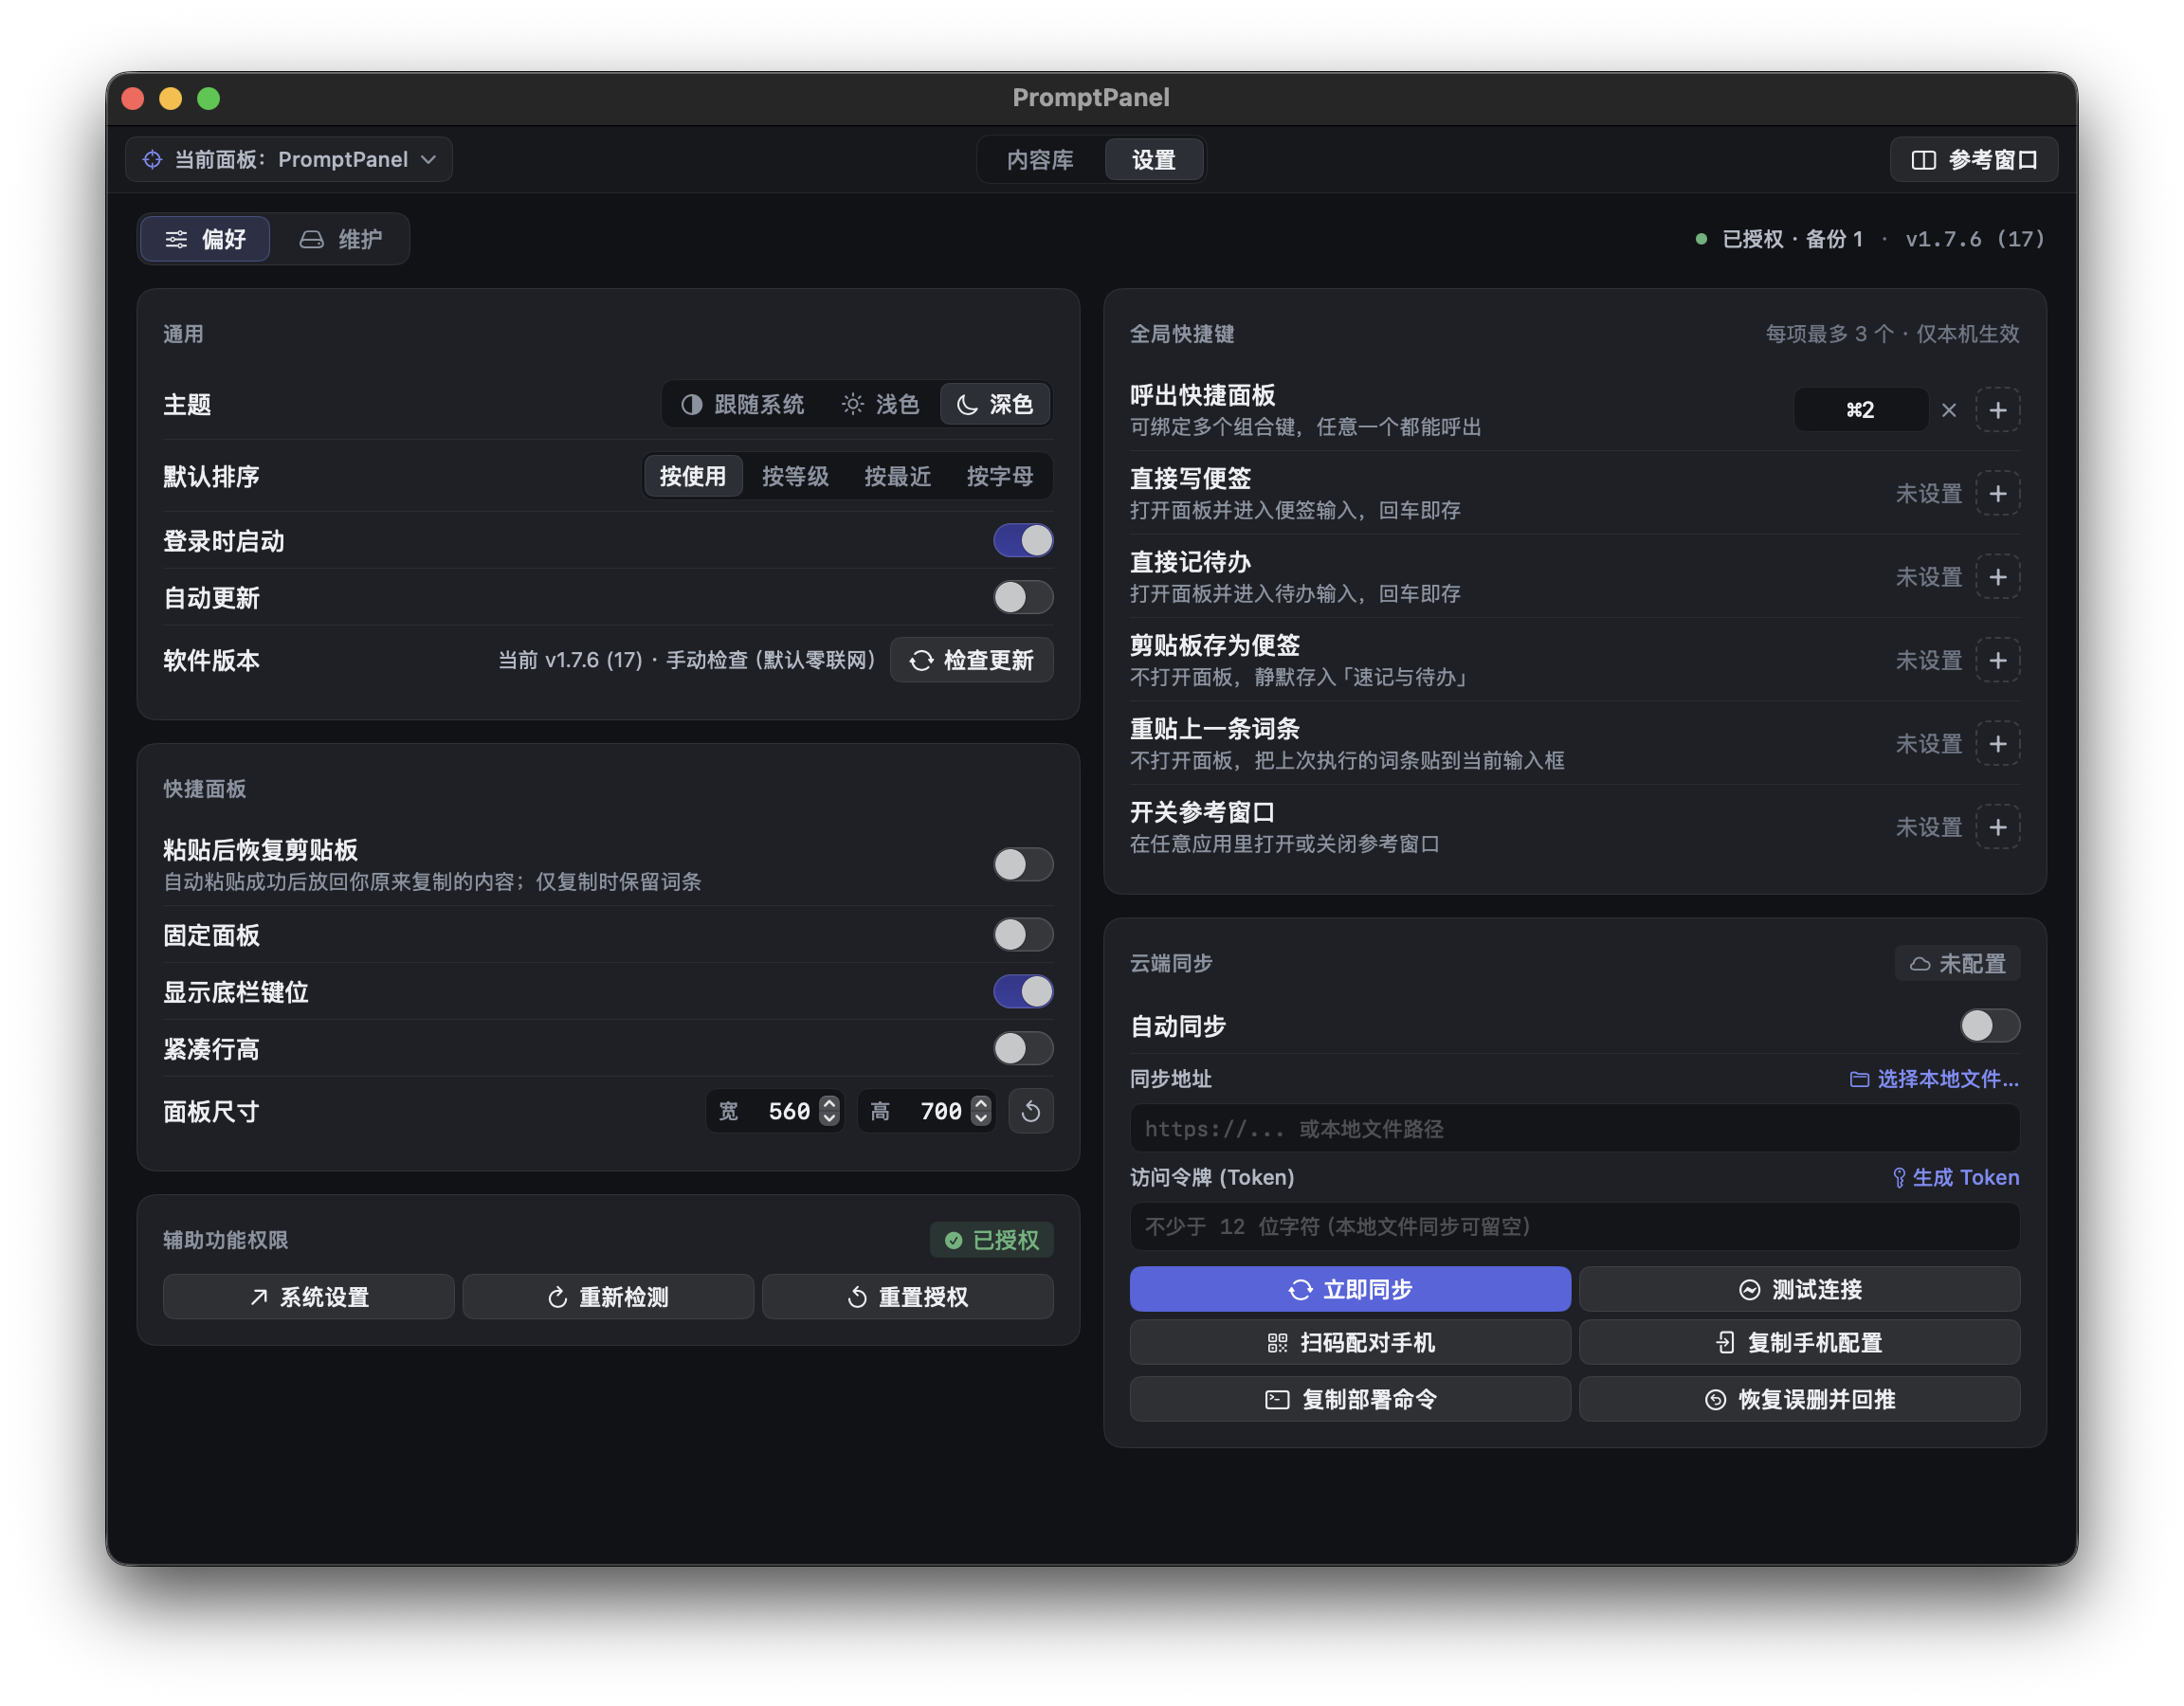 PromptPanel
当前面板：PromptPanel
内容库
设置
参考窗口
偏好
维护
已授权 · 备份 1 · v1.7.6 (17)
通用
主题
跟随系统
浅色
深色
默认排序
按使用
按等级
按最近
按字母
登录时启动
自动更新
软件版本
当前 v1.7.6 (17) · 手动检查 (默认零联网)
检查更新
快捷面板
粘贴后恢复剪贴板
自动粘贴成功后放回你原来复制的内容；仅复制时保留词条
固定面板
显示底栏键位
紧凑行高
面板尺寸
宽 560
高 700
辅助功能权限
已授权
系统设置
重新检测
重置授权
全局快捷键
每项最多 3 个 · 仅本机生效
呼出快捷面板
可绑定多个组合键，任意一个都能呼出
⌘2
直接写便签
打开面板并进入便签输入，回车即存
未设置
直接记待办
打开面板并进入待办输入，回车即存
未设置
剪贴板存为便签
不打开面板，静默存入「速记与待办」
未设置
重贴上一条词条
不打开面板，把上次执行的词条贴到当前输入框
未设置
开关参考窗口
在任意应用里打开或关闭参考窗口
未设置
云端同步
未配置
自动同步
同步地址
选择本地文件...
https://... 或本地文件路径
访问令牌 (Token)
生成 Token
不少于 12 位字符 (本地文件同步可留空)
立即同步
测试连接
扫码配对手机
复制手机配置
复制部署命令
恢复误删并回推